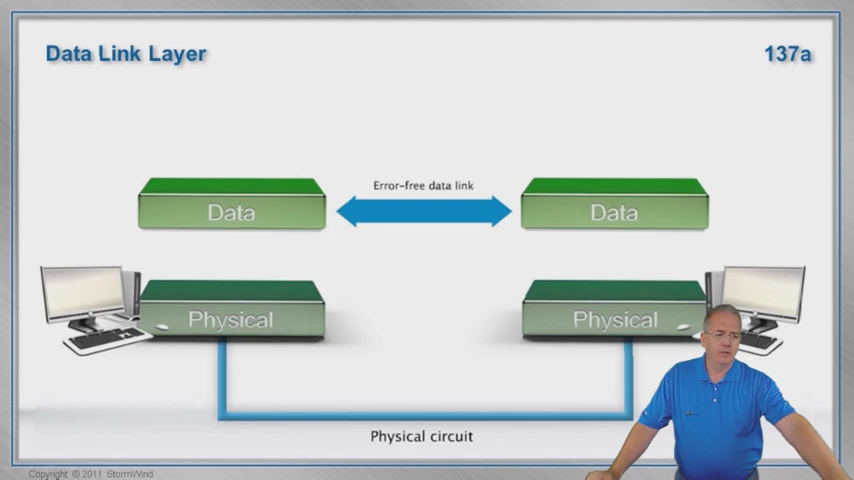 Data Link Layer
137a
Error-free data link
Data
Data
Physical
Physical
Physical circuit
Copyright © 2011 StormWind